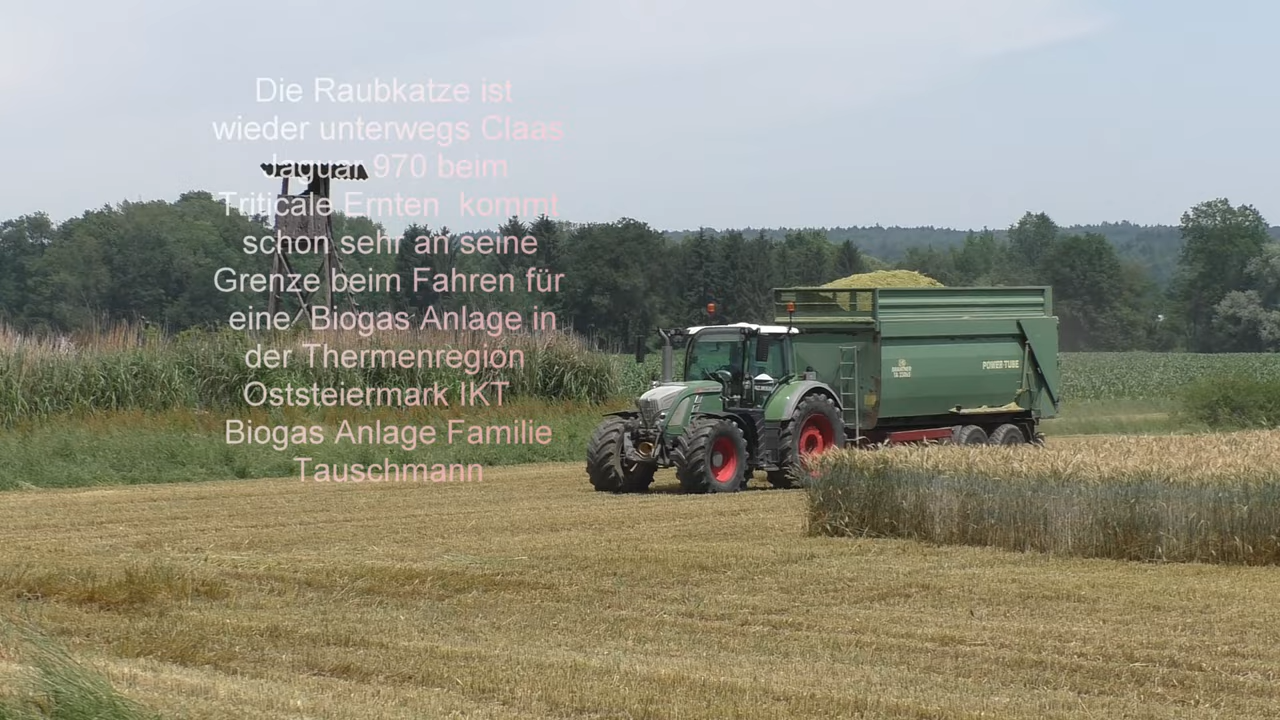 Die Raubkatze ist
wieder unterwegs Claas
Jaguar 970 beim
Triticale Ernten kommt
schon sehr an seine
Grenze beim Fahren für
eine Biogas Anlage in
der Thermenregion
Oststeiermark IKT
Biogas Anlage Familie
Tauschmann
POWER-TUBE